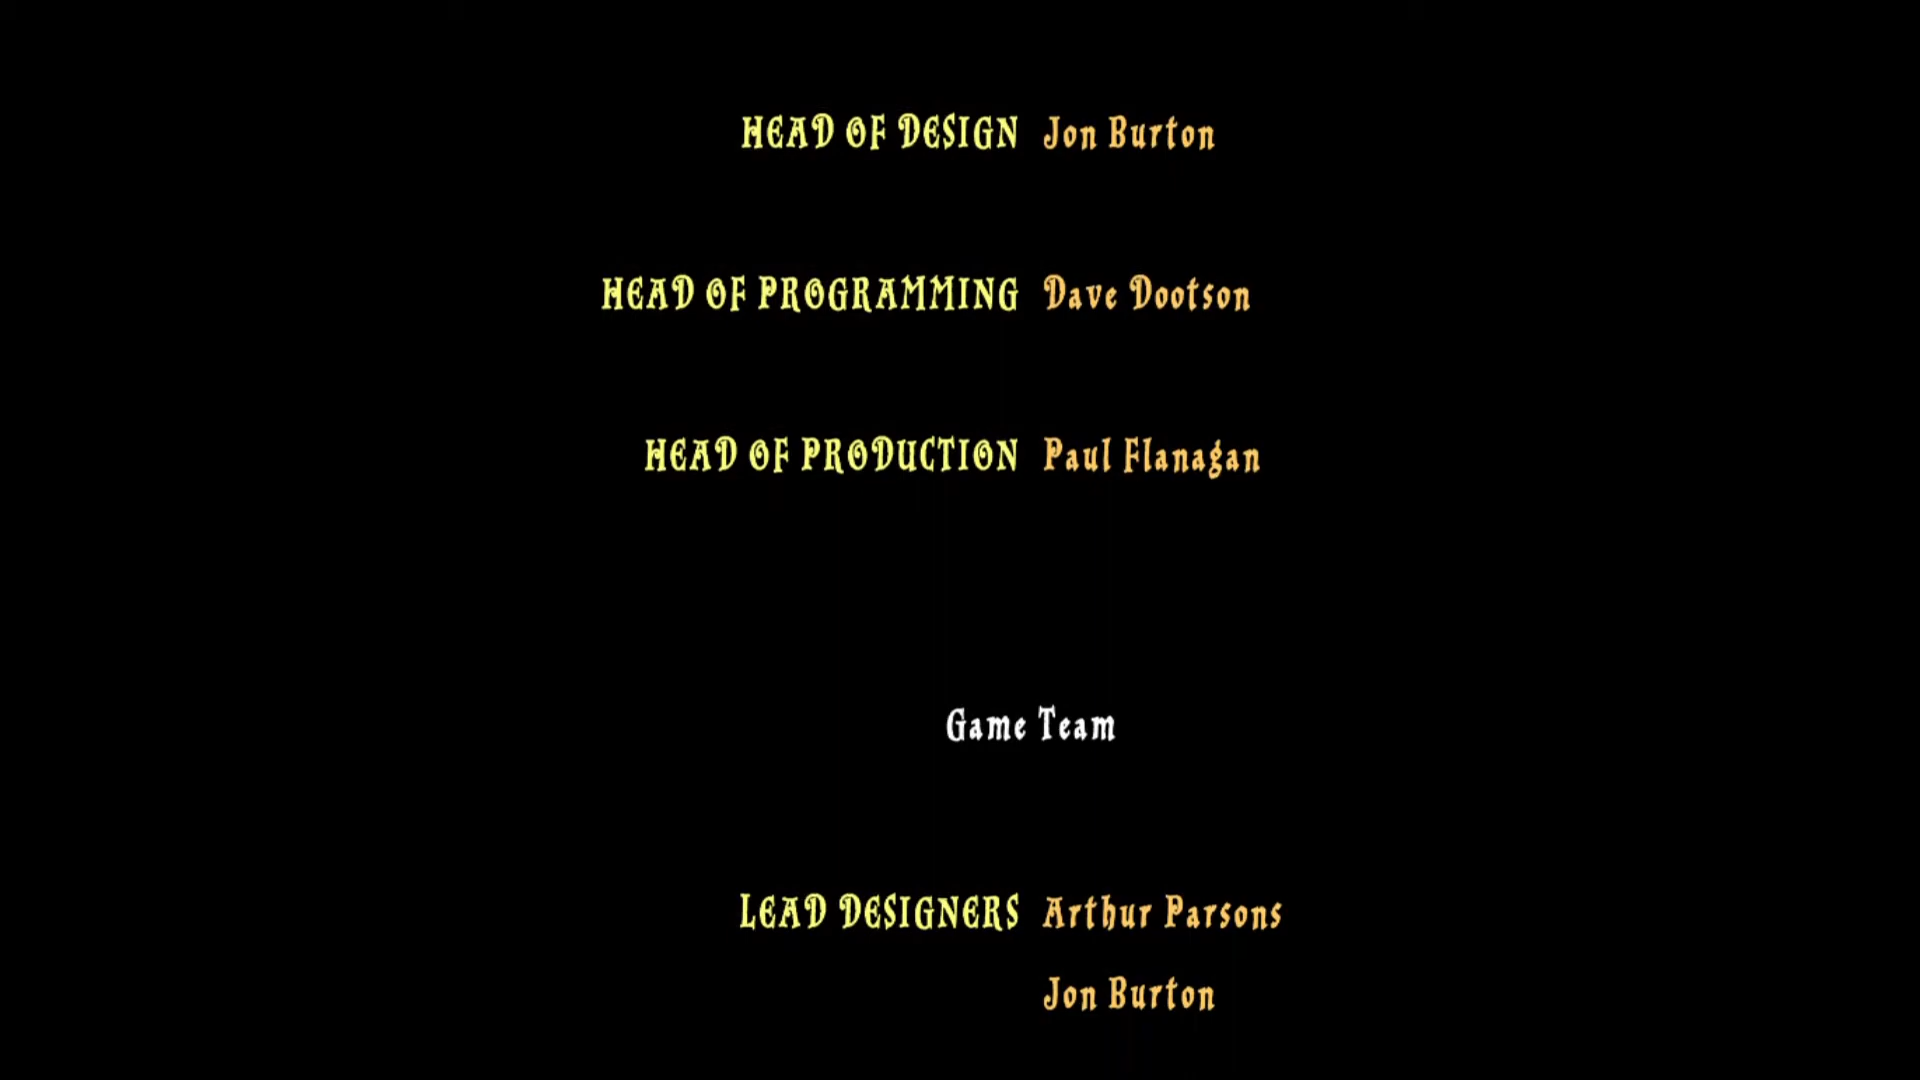 HEAD OF DESIGN Jon Burton
HEAD OF PROGRAMMING Dave Dootson
HEAD OF PRODUCTION Paul Flanagan
Game Team
LEAD DESIGNERS Arthur Parsons
Jon Burton